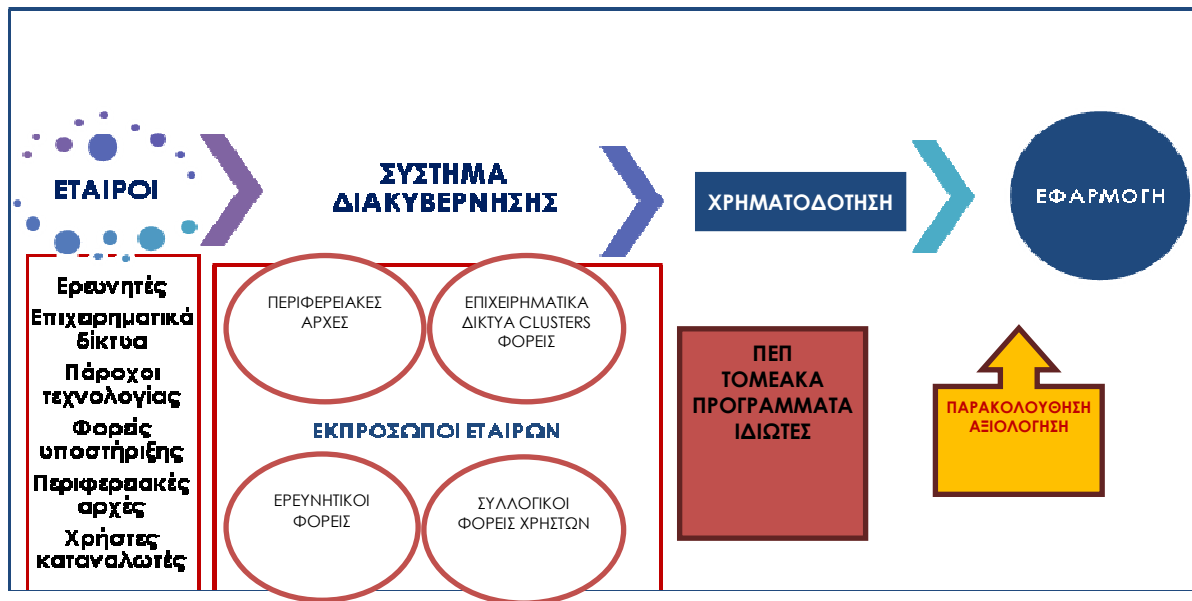 ΕΤΑΙΡΟΙ
Ερευνητές
Επιχειρηματικά
δίκτυα
Πάροχοι
τεχνολογίας
Φορείς
υποστήριξης
Περιφερειακές
αρχές
Χρήστες
καταναλωτές
ΣΥΣΤΗΜΑ
ΔΙΑΚΥΒΕΡΝΗΣΗΣ
ΠΕΡΙΦΕΡΕΙΑΚΕΣ
ΑΡΧΕΣ
ΕΠΙΧΕΙΡΗΜΑΤΙΚΑ
ΔΙΚΤΥΑ CLUSTERS
ΦΟΡΕΙΣ
ΕΚΠΡΟΣΩΠΟΙ ΕΤΑΙΡΩΝ
ΕΡΕΥΝΗΤΙΚΟΙ
ΦΟΡΕΙΣ
ΣΥΛΛΟΓΙΚΟΙ
ΦΟΡΕΙΣ ΧΡΗΣΤΩΝ
ΧΡΗΜΑΤΟΔΟΤΗΣΗ
ΠΕΠ
ΤΟΜΕΑΚΑ
ΠΡΟΓΡΑΜΜΑΤΑ
ΙΔΙΩΤΕΣ
ΕΦΑΡΜΟΓΗ
ΠΑΡΑΚΟΛΟΥΘΗΣΗ
ΑΞΙΟΛΟΓΗΣΗ